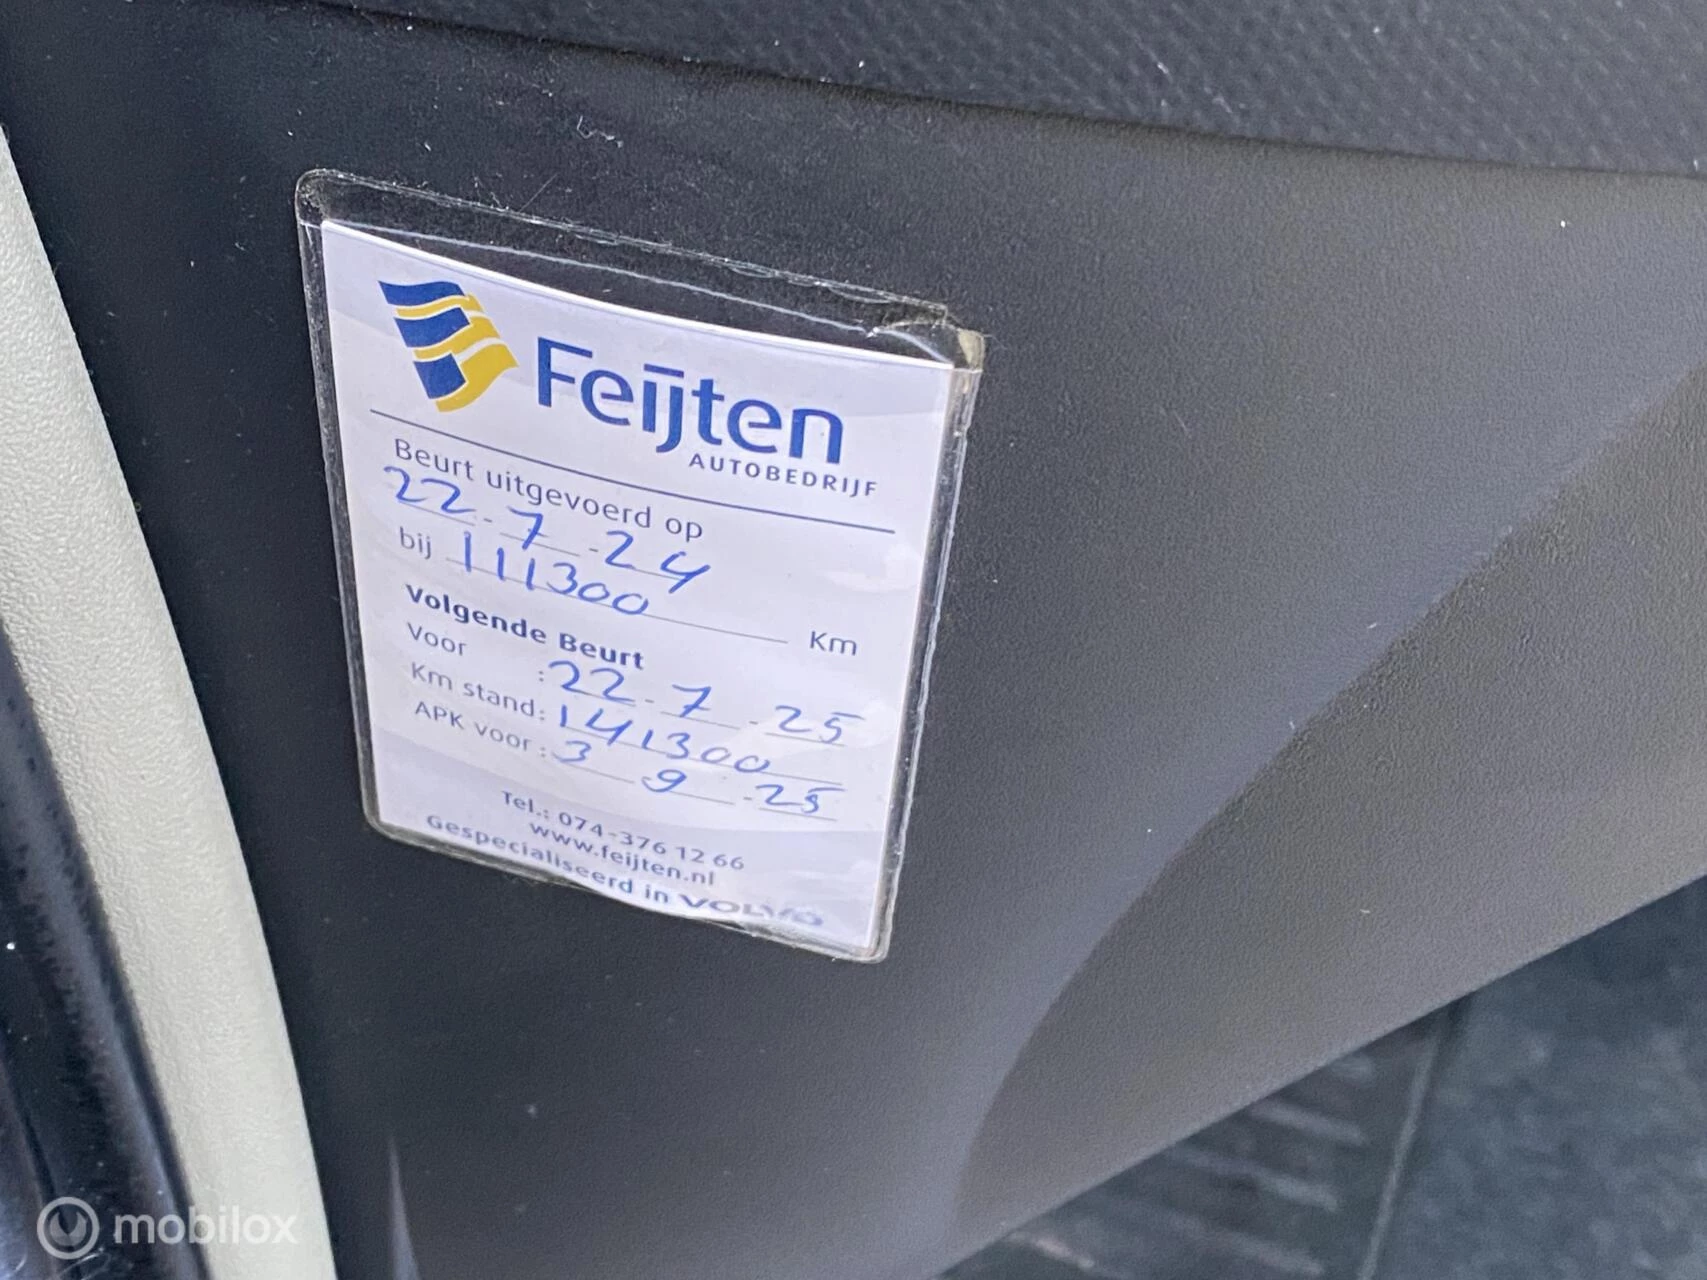 Feijten
AUTOBEDRIJF
Beurt uitgevoerd op
22-7-24
bij 111300 Km
Volgende Beurt
Voor :22-7-25
Km stand: 141300
APK voor: 3 9-25
Tel.: 074-376 12 66
www.feijten.nl
Gespecialiseerd in VOLVO
mobilox